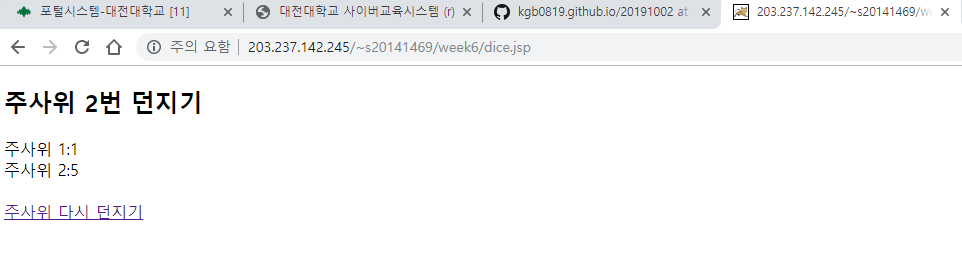 포털시스템-대전대학교 [11]
대전대학교 사이버교육시스템 (r)
kgb0819.github.io/20191002 at
203.237.142.245/~s20141469/we
주의 요함 | 203.237.142.245/~s20141469/week6/dice.jsp
주사위 2번 던지기
주사위 1:1
주사위 2:5
주사위 다시 던지기